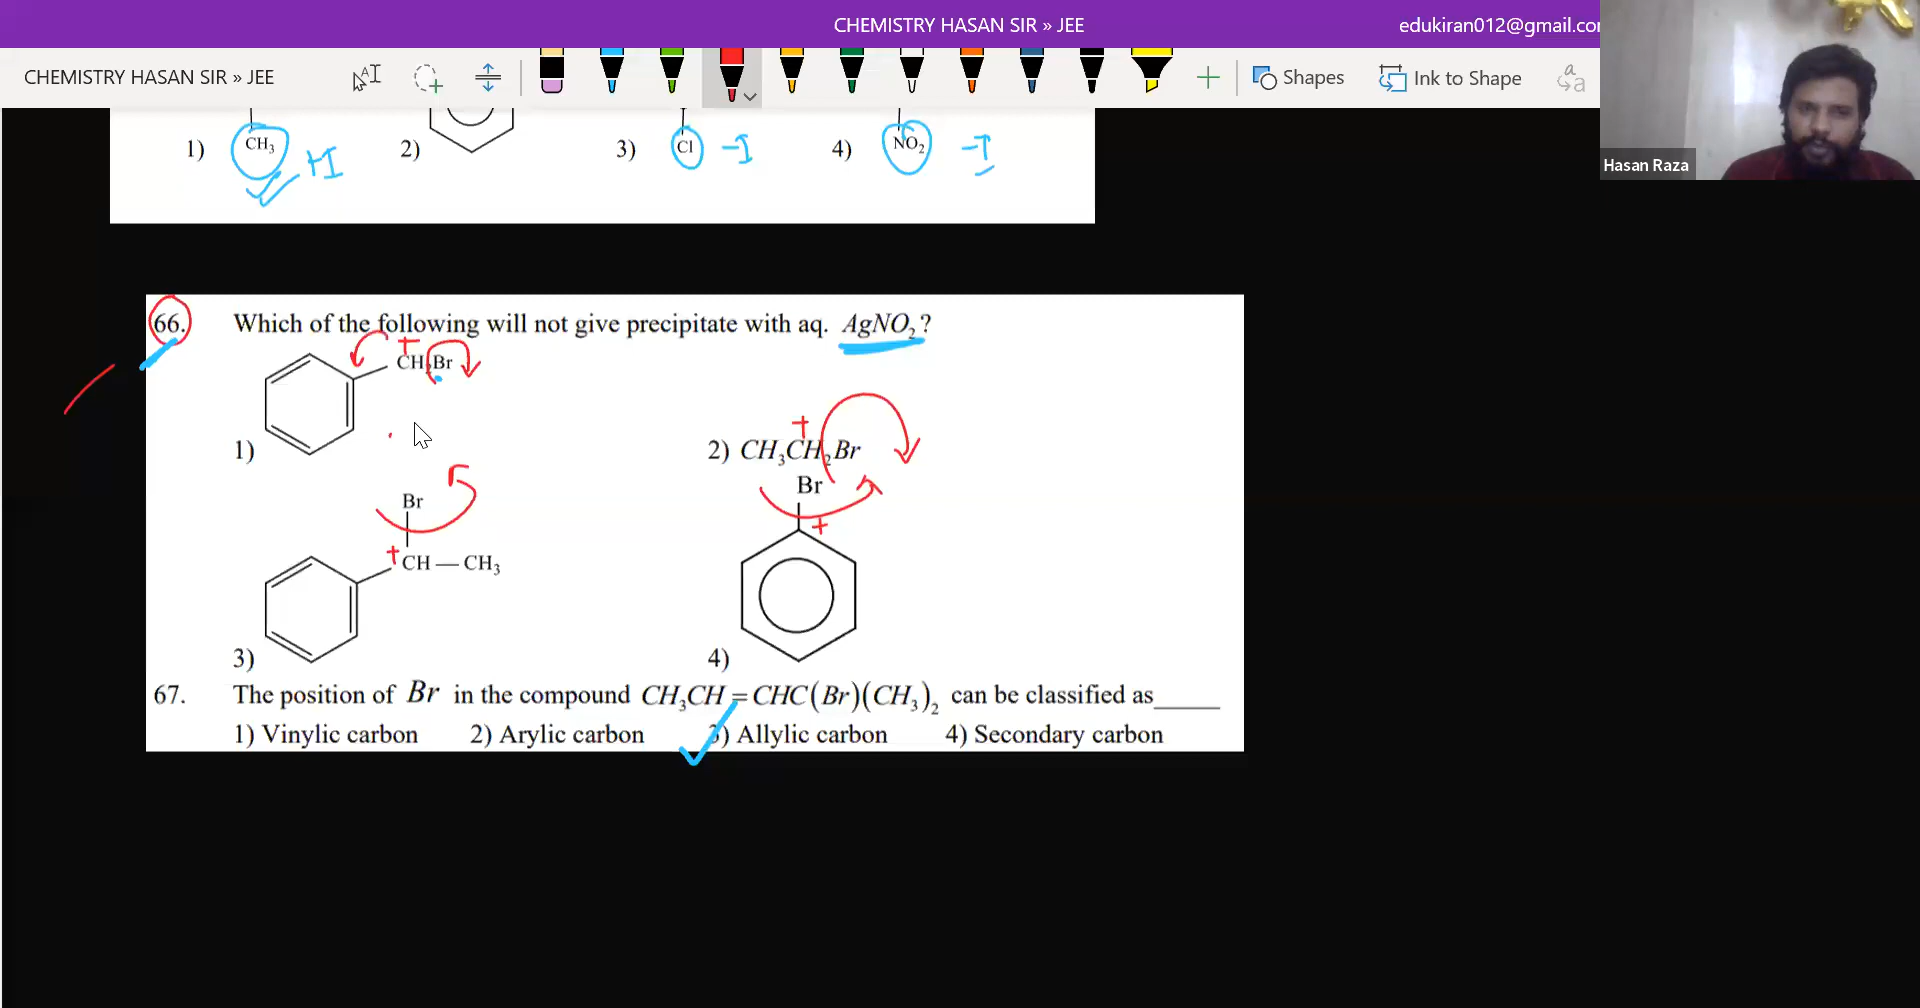 CHEMISTRY HASAN SIR » JEE
edukiran012@gmail.co
CHEMISTRY HASAN SIR » JEE
Shapes
Ink to Shape
Hasan Raza
1) CH₃ +I 2) 3) Cl -I 4) NO₂ -I
66. Which of the following will not give precipitate with aq. AgNO₂?
+
CH₂Br
1)
+
2) CH₃CH₂Br
Br
+
Br
+
CH — CH₃
3) 4)
67. The position of Br in the compound CH₃CH = CHC(Br)(CH₃)₂ can be classified as______
1) Vinylic carbon 2) Arylic carbon 3) Allylic carbon 4) Secondary carbon